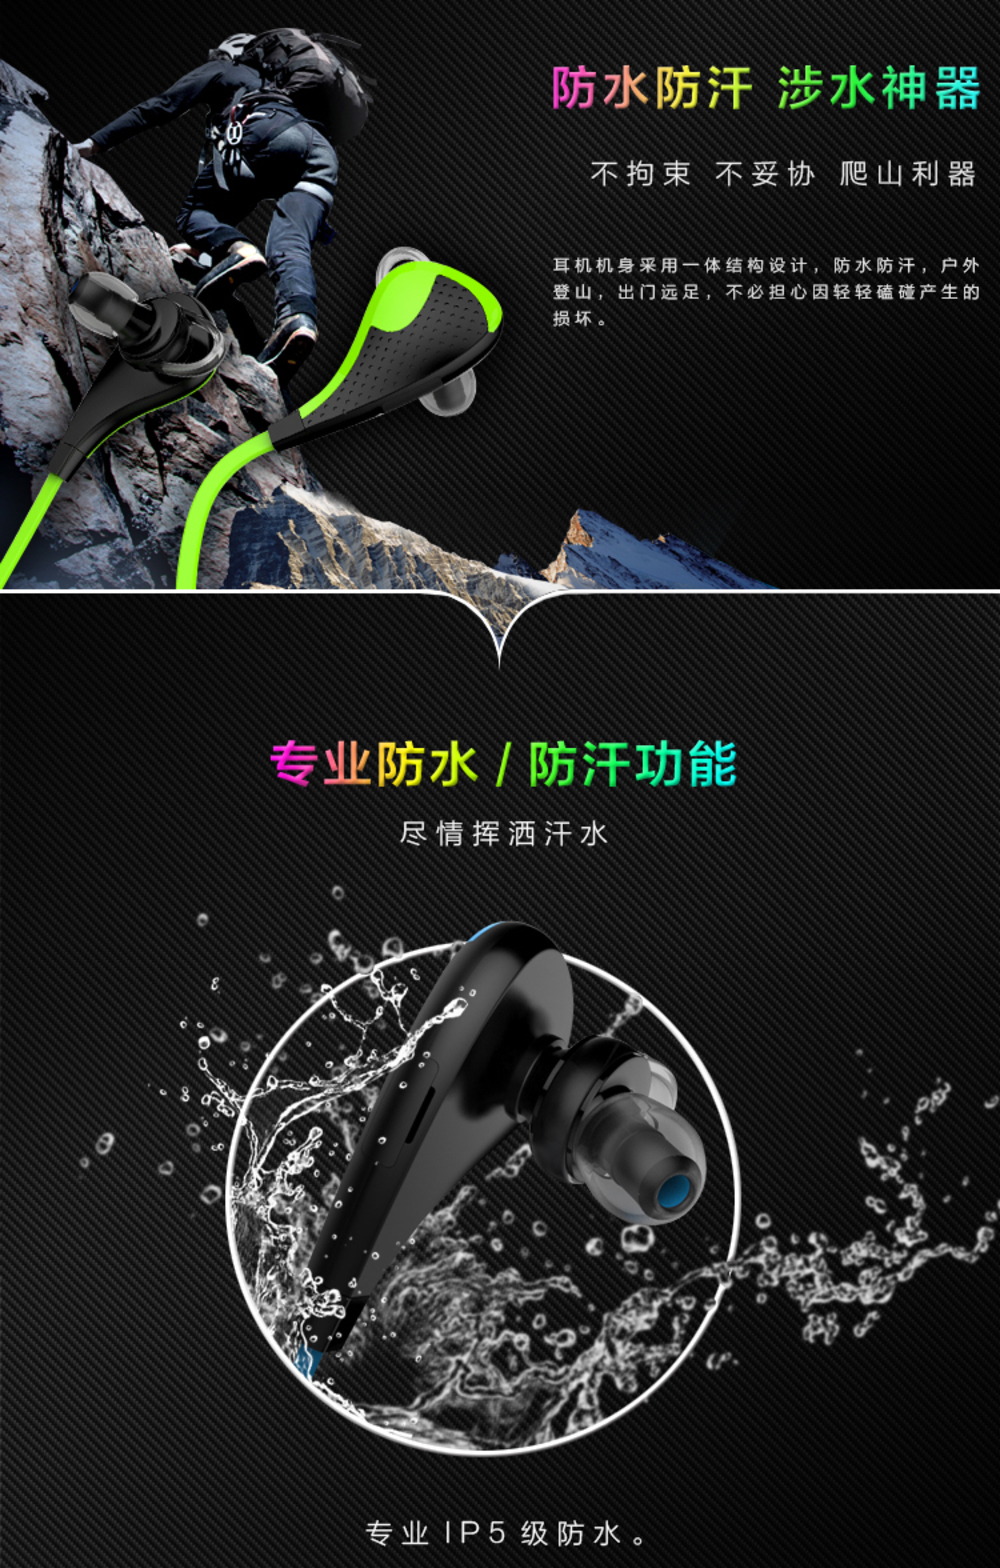 防水防汗 涉水神器
不拘束 不妥协 爬山利器
耳机机身采用一体结构设计，防水防汗，户外
登山，出门远足，不必担心因轻轻磕碰产生的
损坏。
专业防水 / 防汗功能
尽情挥洒汗水
专业 IP5 级防水。